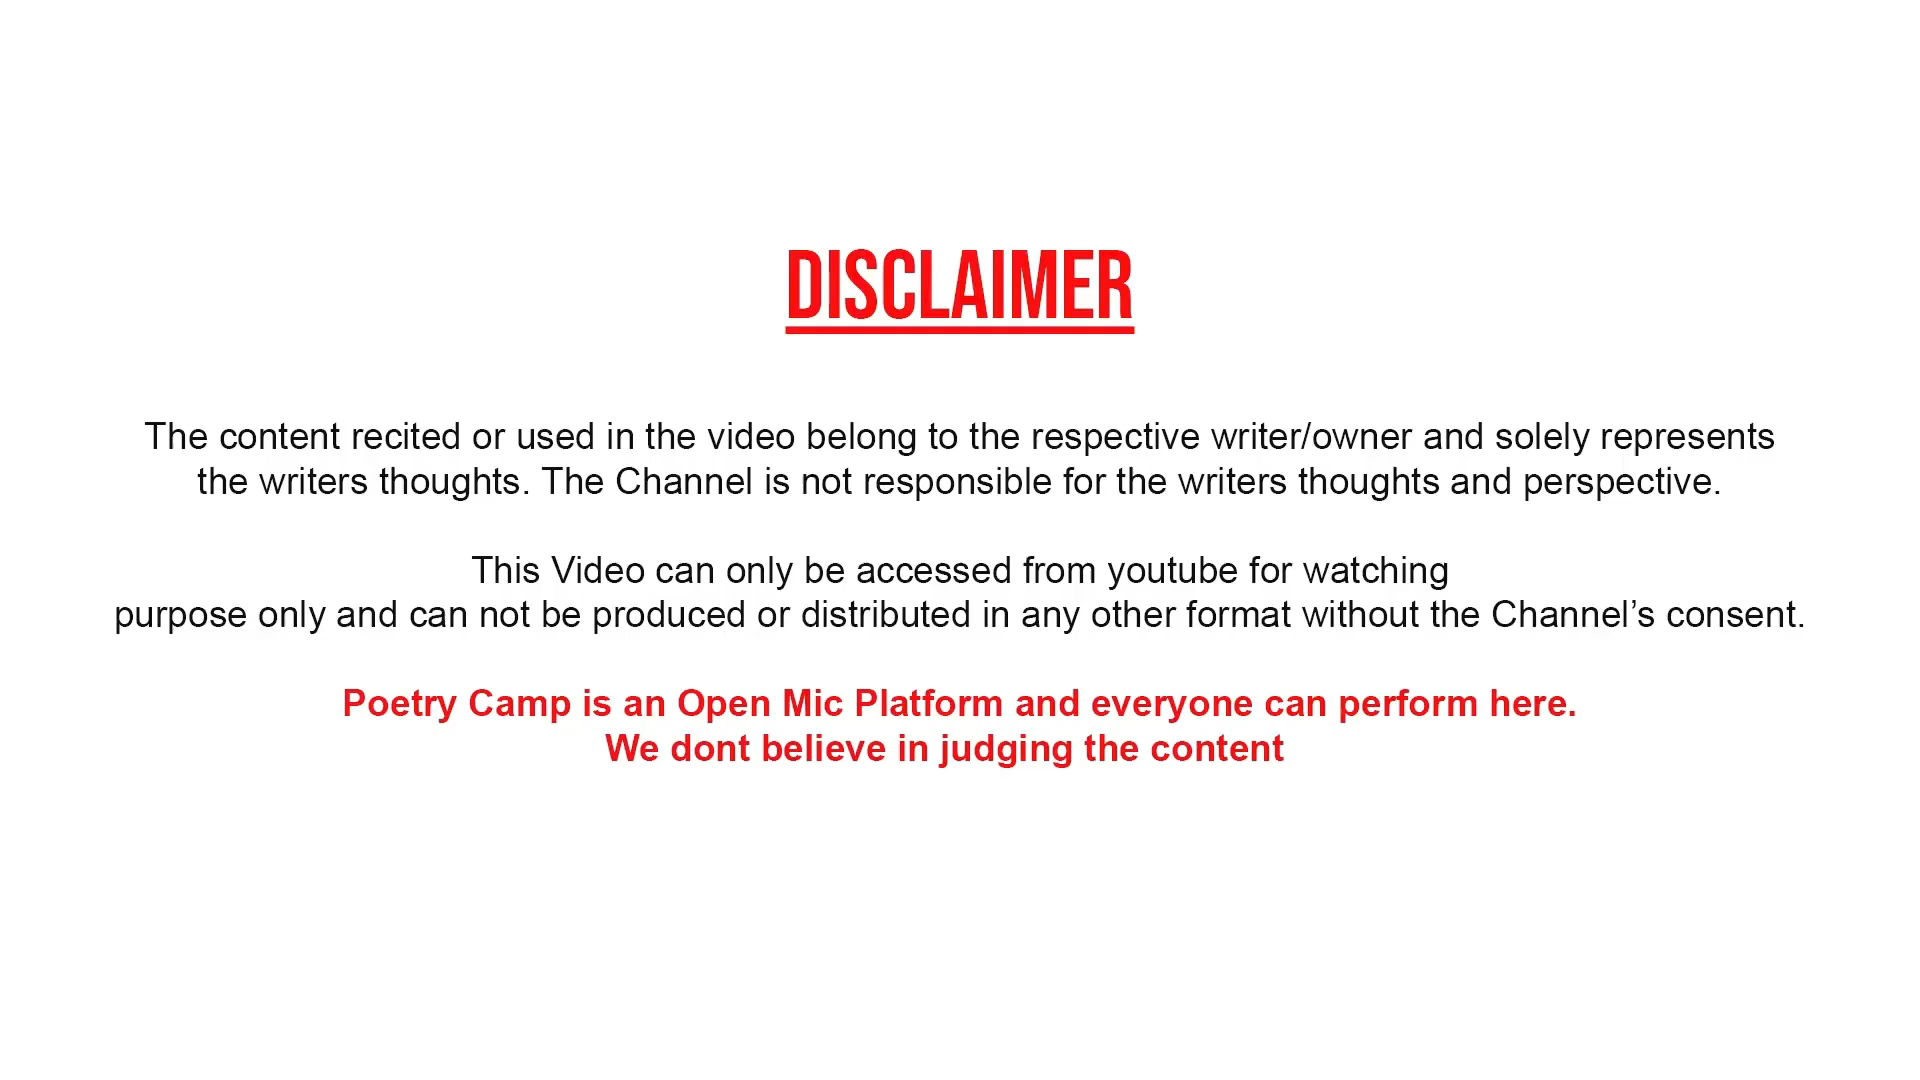 DISCLAIMER
The content recited or used in the video belong to the respective writer/owner and solely represents
the writers thoughts. The Channel is not responsible for the writers thoughts and perspective.
This Video can only be accessed from youtube for watching
purpose only and can not be produced or distributed in any other format without the Channel’s consent.
Poetry Camp is an Open Mic Platform and everyone can perform here.
We dont believe in judging the content